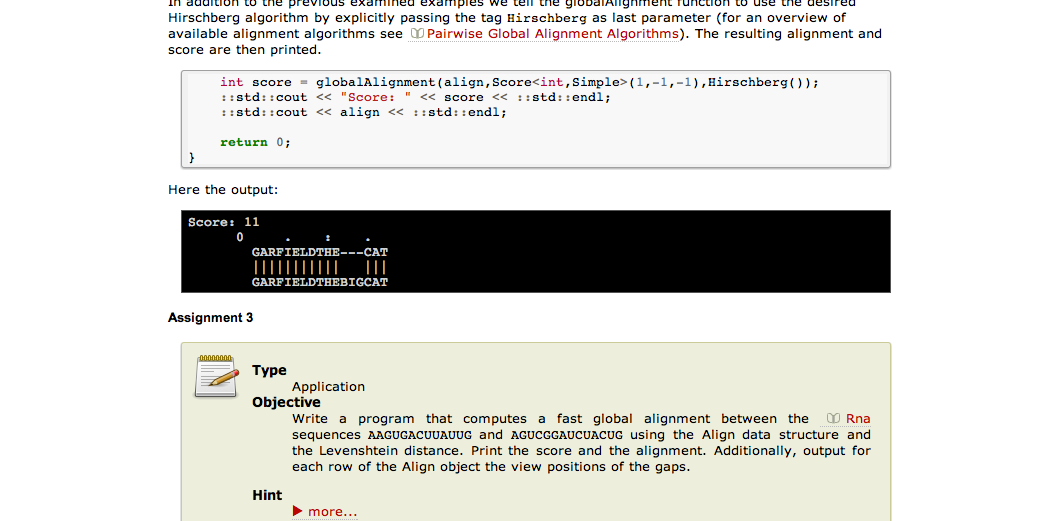 In addition to the previous examined examples we tell the globalAlignment function to use the desired
Hirschberg algorithm by explicitly passing the tag Hirschberg as last parameter (for an overview of
available alignment algorithms see Pairwise Global Alignment Algorithms). The resulting alignment and
score are then printed.
int score = globalAlignment(align,Score<int,Simple>(1,-1,-1),Hirschberg());
::std::cout << "Score: " << score << ::std::endl;
::std::cout << align << ::std::endl;
return 0;
}
Here the output:
Score: 11
0 . : .
GARFIELDTHE---CAT
||||||||||| |||
GARFIELDTHEBIGCAT
Assignment 3
Type
Application
Objective
Write a program that computes a fast global alignment between the Rna
sequences AAGUGACUUAUUG and AGUCGGAUCUACUG using the Align data structure and
the Levenshtein distance. Print the score and the alignment. Additionally, output for
each row of the Align object the view positions of the gaps.
Hint
more...